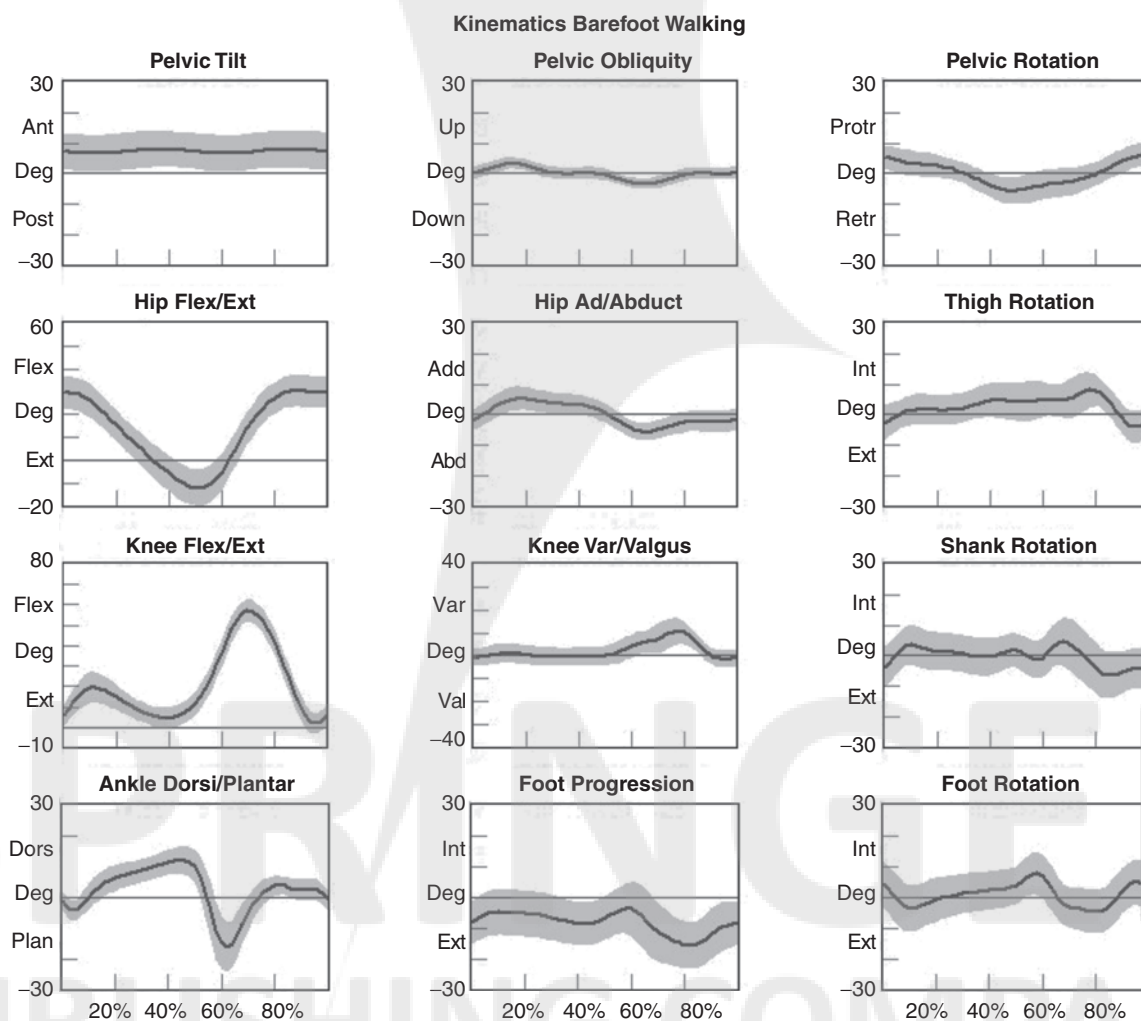 Kinematics Barefoot Walking
Pelvic Tilt
30
Ant
Deg
Post
–30
Pelvic Obliquity
30
Up
Deg
Down
–30
Pelvic Rotation
30
Protr
Deg
Retr
–30
Hip Flex/Ext
60
Flex
Deg
Ext
–20
Hip Ad/Abduct
30
Add
Deg
Abd
–30
Thigh Rotation
30
Int
Deg
Ext
–30
Knee Flex/Ext
80
Flex
Deg
Ext
–10
Knee Var/Valgus
40
Var
Deg
Val
–40
Shank Rotation
30
Int
Deg
Ext
–30
Ankle Dorsi/Plantar
30
Dors
Deg
Plan
–30
20% 40% 60% 80%
Foot Progression
30
Int
Deg
Ext
–30
20% 40% 60% 80%
Foot Rotation
30
Int
Deg
Ext
–30
20% 40% 60% 80%